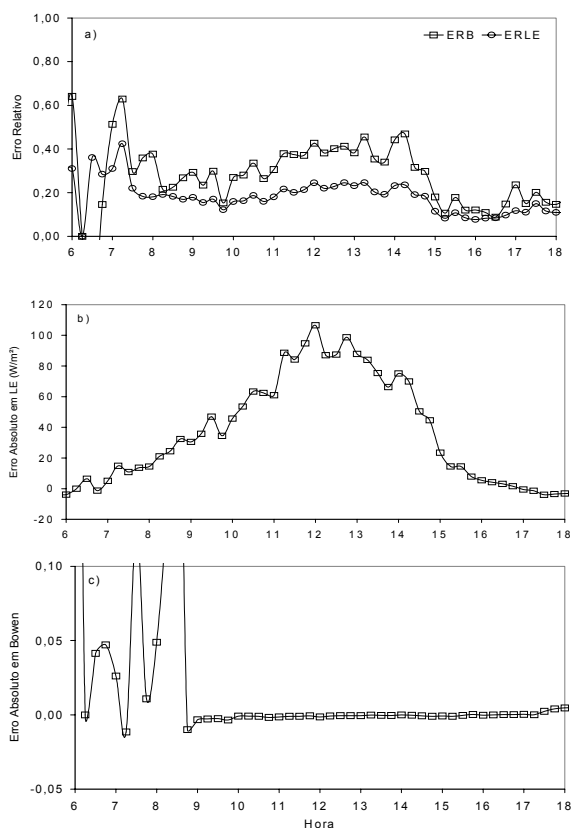 1,00
a)
ERB
ERLE
0,80
0,60
0,40
0,20
0,00
Erro Relativo
6 7 8 9 10 11 12 13 14 15 16 17 18
120
b)
100
80
60
40
20
0
-20
Erro Absoluto em LE (W/m²)
6 7 8 9 10 11 12 13 14 15 16 17 18
0,10
c)
0,05
0,00
-0,05
Erro Absoluto em Bowen
6 7 8 9 10 11 12 13 14 15 16 17 18
Hora